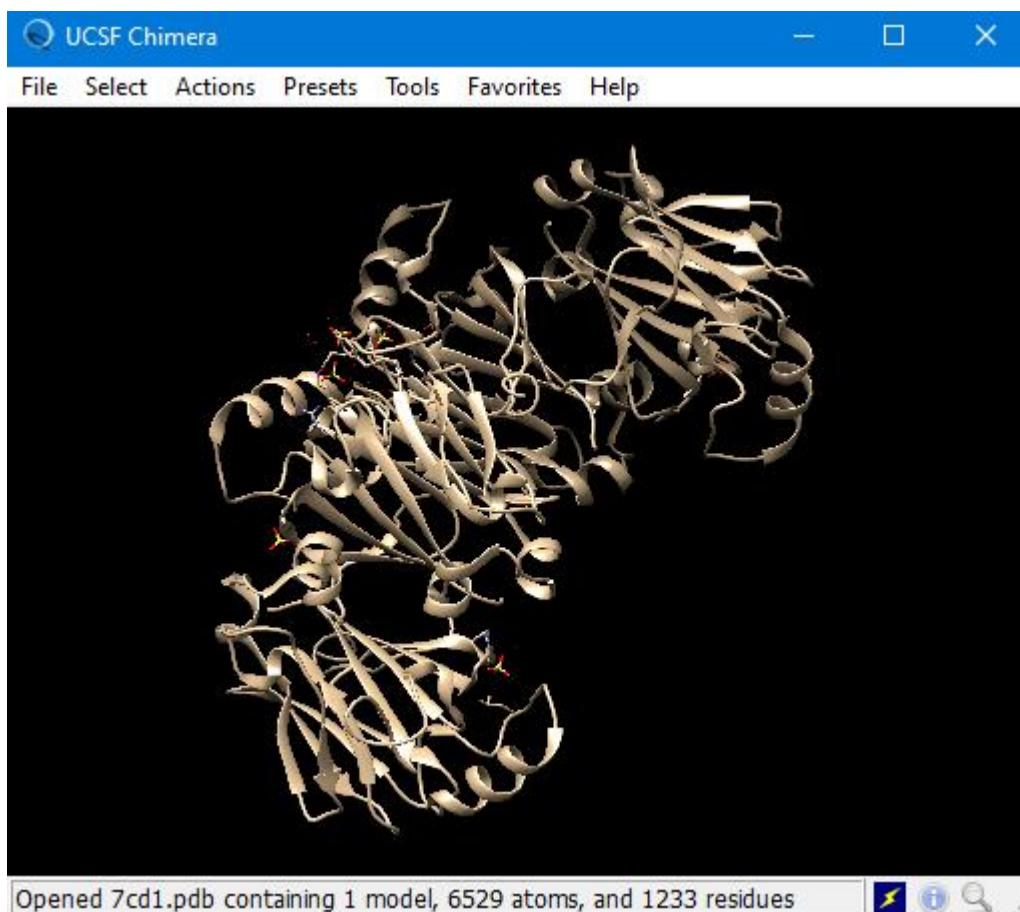 UCSF Chimera
File Select Actions Presets Tools Favorites Help
Opened 7cd1.pdb containing 1 model, 6529 atoms, and 1233 residues